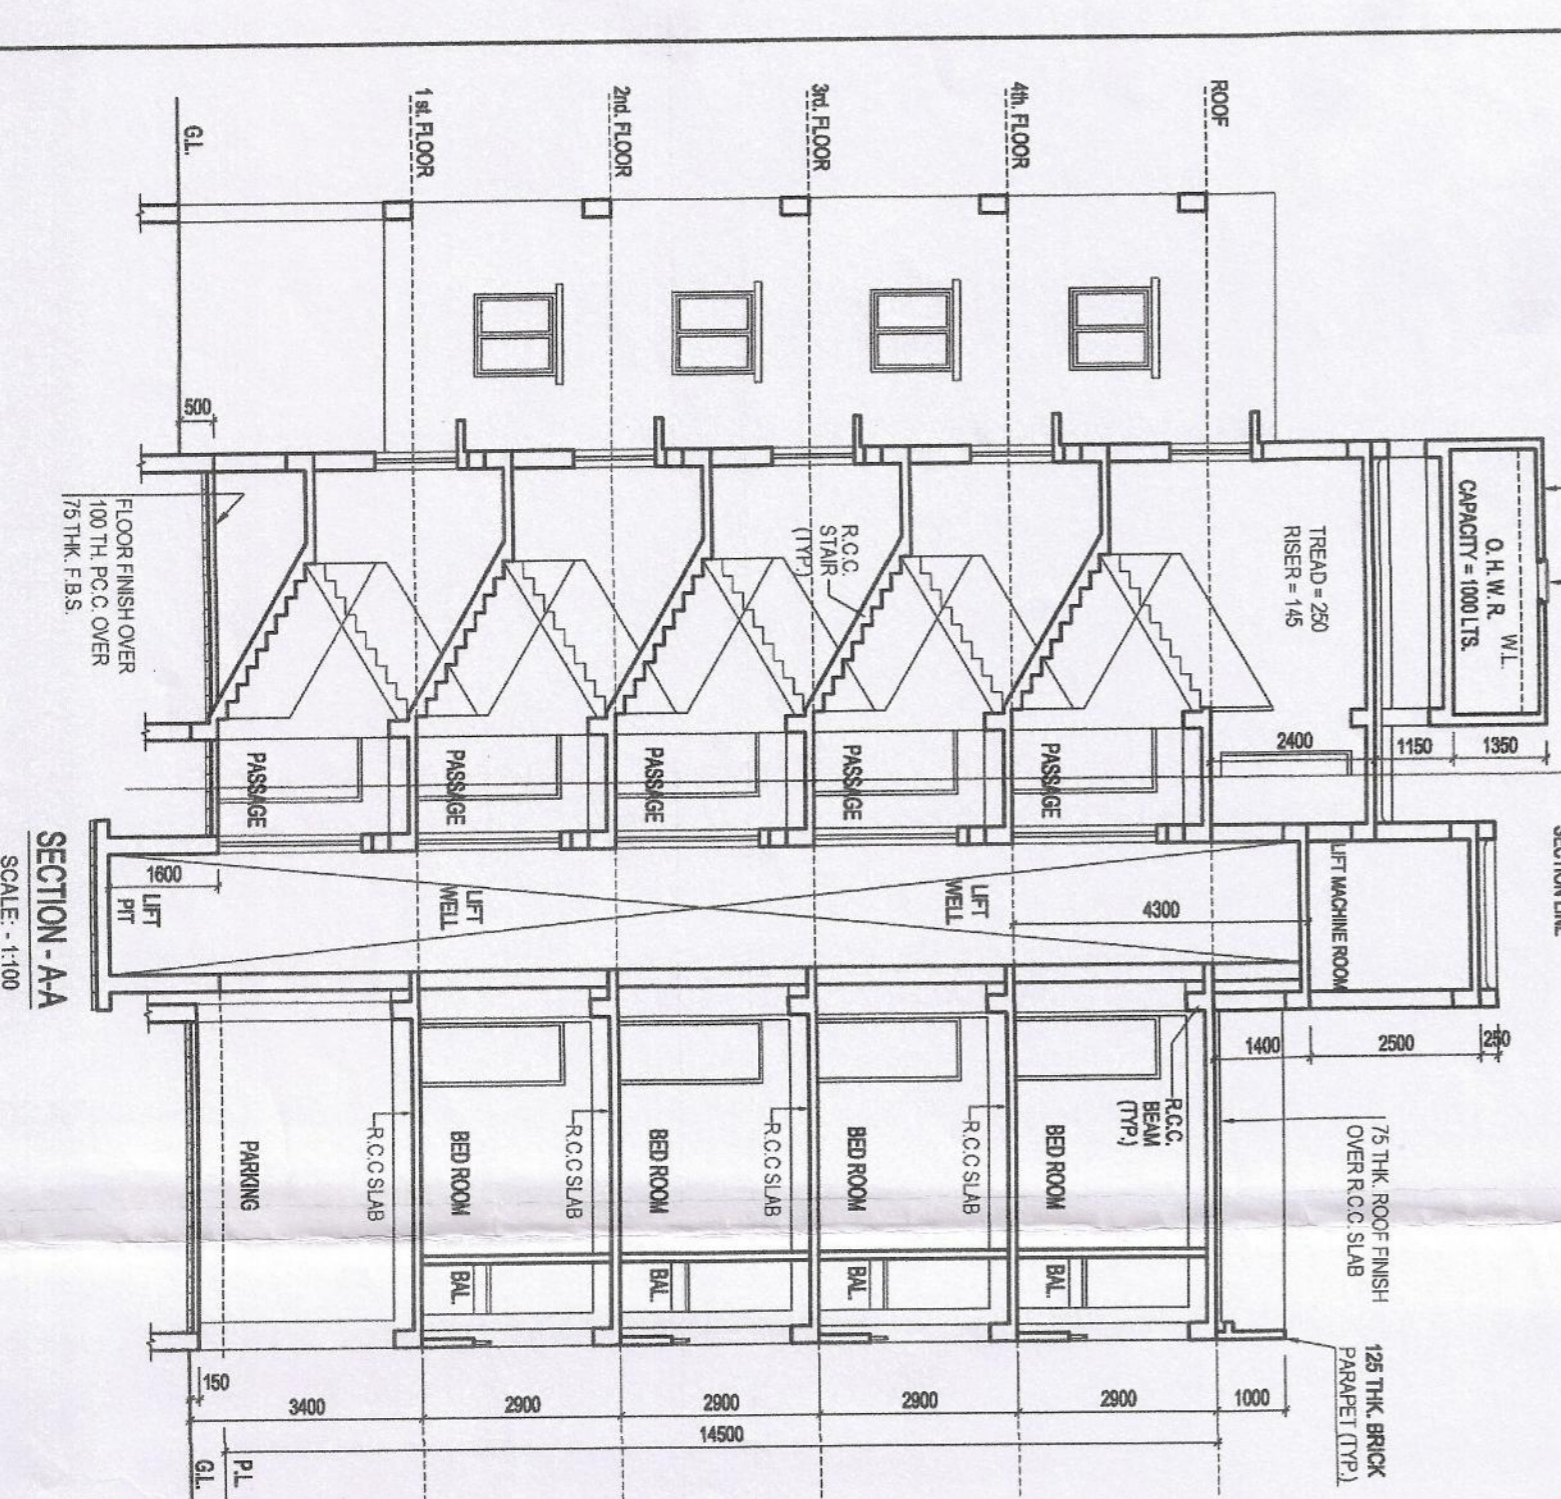 O. H. W. R.
W.L.
CAPACITY = 1000 LTS.
1350
1150
2400
TREAD = 250
RISER = 145
LIFT MACHINE ROOM
250
2500
1400
75 THK. ROOF FINISH
OVER R.C.C. SLAB
125 THK. BRICK
PARAPET (TYP.)
ROOF
4th. FLOOR
3rd. FLOOR
2nd. FLOOR
1 st. FLOOR
G.L.
500
R.C.C.
STAIR
(TYP.)
PASSAGE
PASSAGE
PASSAGE
PASSAGE
PASSAGE
4300
LIFT
WELL
LIFT
WELL
1600
LIFT
PIT
R.C.C.
BEAM
(TYP.)
BED ROOM
BAL.
R.C.C SLAB
BED ROOM
BAL.
R.C.C SLAB
BED ROOM
BAL.
R.C.C SLAB
BED ROOM
BAL.
R.C.C SLAB
PARKING
1000
2900
2900
2900
2900
3400
150
14500
P.L.
G.L.
FLOOR FINISH OVER
100 TH. P.C.C. OVER
75 THK. F.B.S.
SECTION - A-A
SCALE: - 1:100